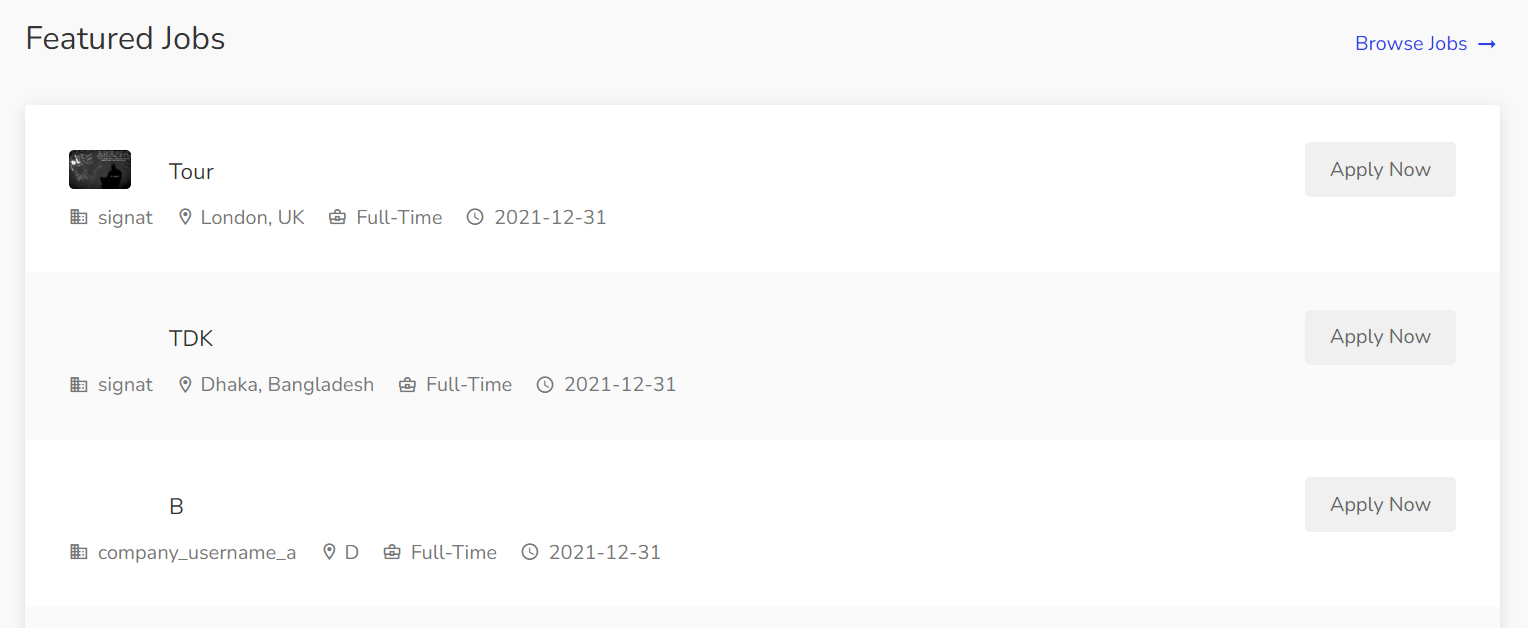 Featured Jobs
Browse Jobs →
Tour
Apply Now
signat London, UK Full-Time 2021-12-31
TDK
Apply Now
signat Dhaka, Bangladesh Full-Time 2021-12-31
B
Apply Now
company_username_a D Full-Time 2021-12-31